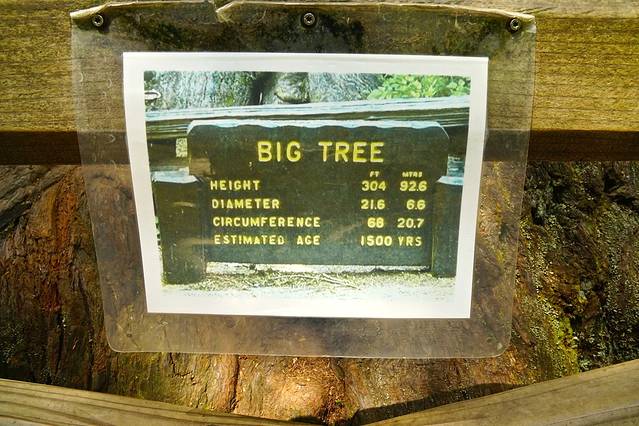 BIG TREE
FT MTRS
HEIGHT 304 92.6
DIAMETER 21.6 6.6
CIRCUMFERENCE 68 20.7
ESTIMATED AGE 1500 YRS